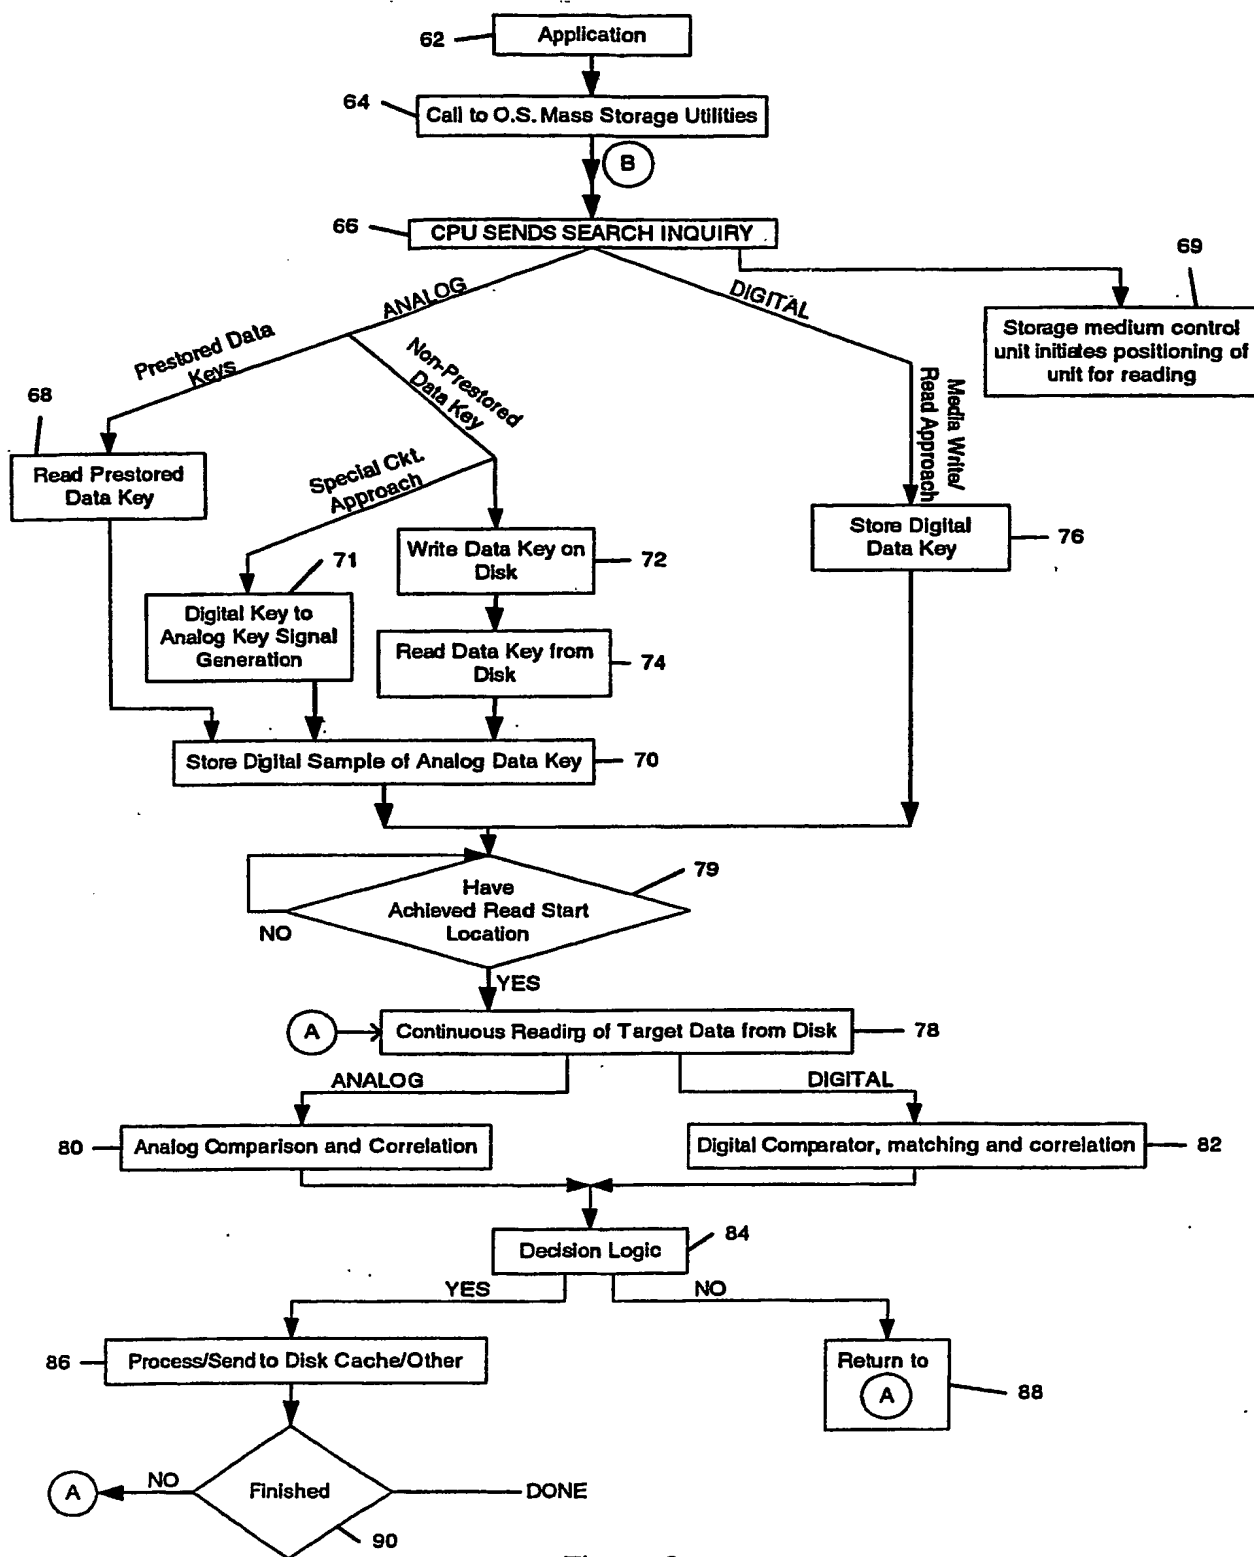 62
Application
64
Call to O.S. Mass Storage Utilities
B
66
CPU SENDS SEARCH INQUIRY
69
ANALOG
DIGITAL
Storage medium control
unit initiates positioning of
unit for reading
Prestored Data
Keys
Non-Prestored
Data Key
Media Write/
Read Approach
68
Read Prestored
Data Key
Special Ckt.
Approach
Store Digital
Data Key
76
71
Write Data Key on
Disk
72
Digital Key to
Analog Key Signal
Generation
Read Data Key from
Disk
74
Store Digital Sample of Analog Data Key
70
79
Have
Achieved Read Start
Location
NO
YES
A
Continuous Reading of Target Data from Disk
78
ANALOG
DIGITAL
80
Analog Comparison and Correlation
Digital Comparator, matching and correlation
82
Decision Logic
84
YES
NO
86
Process/Send to Disk Cache/Other
Return to
A
88
A
NO
Finished
DONE
90